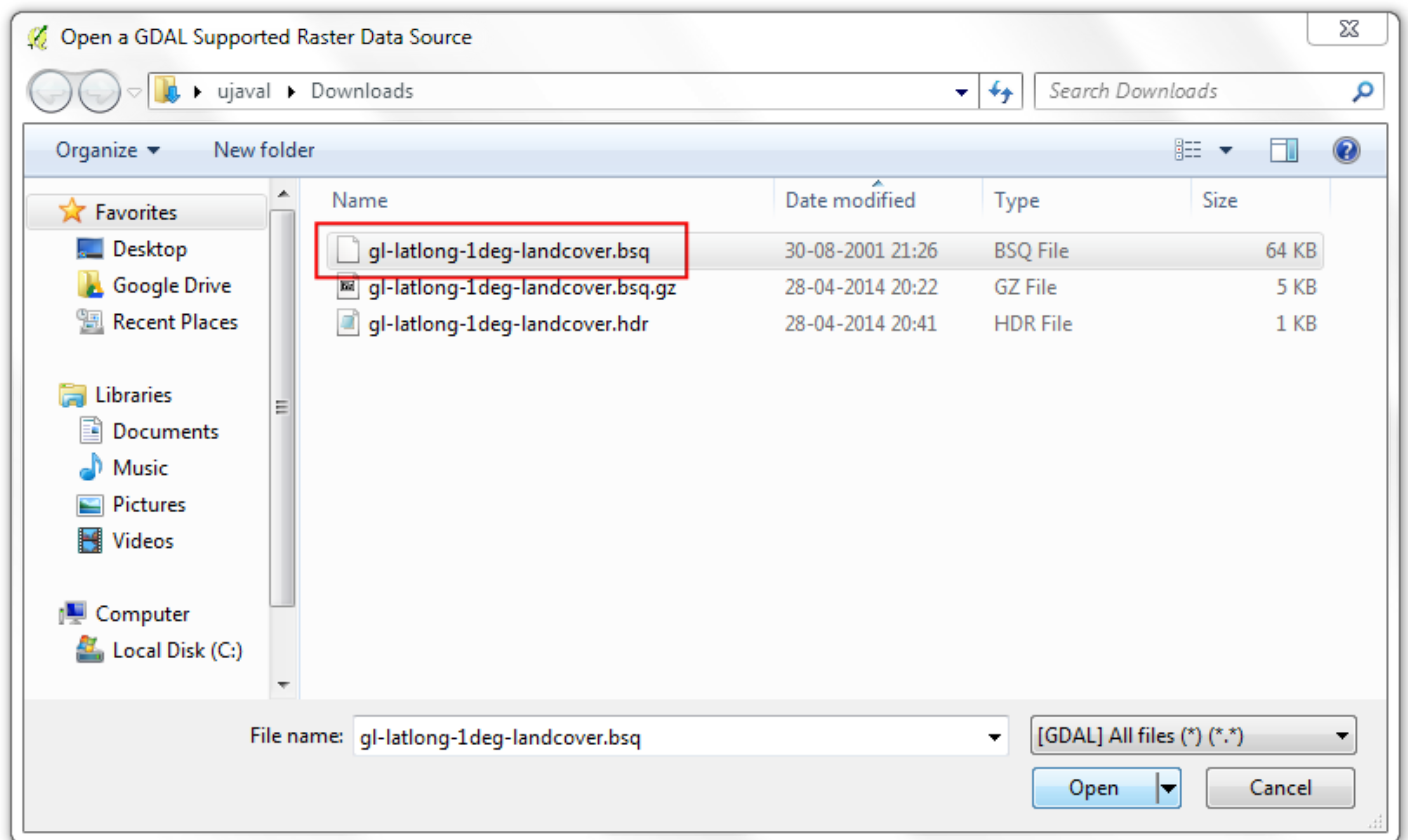 Open a GDAL Supported Raster Data Source
ujaval Downloads
Search Downloads
Organize New folder
Name Date modified Type Size
Favorites
Desktop
Google Drive
Recent Places
Libraries
Documents
Music
Pictures
Videos
Computer
Local Disk (C:)
gl-latlong-1deg-landcover.bsq 30-08-2001 21:26 BSQ File 64 KB
gl-latlong-1deg-landcover.bsq.gz 28-04-2014 20:22 GZ File 5 KB
gl-latlong-1deg-landcover.hdr 28-04-2014 20:41 HDR File 1 KB
File name: gl-latlong-1deg-landcover.bsq [GDAL] All files (*) (*.*)
Open Cancel